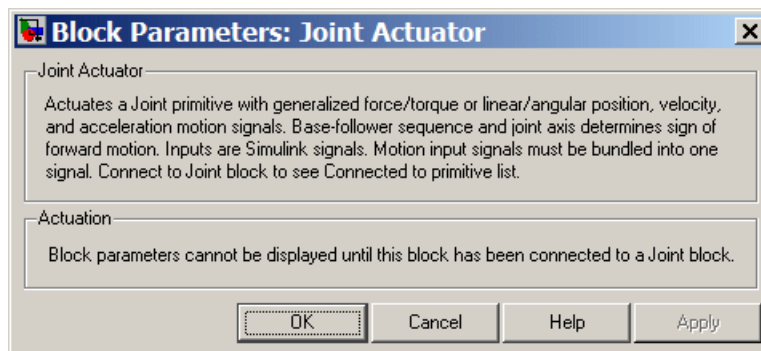 Block Parameters: Joint Actuator
Joint Actuator
Actuates a Joint primitive with generalized force/torque or linear/angular position, velocity,
and acceleration motion signals. Base-follower sequence and joint axis determines sign of
forward motion. Inputs are Simulink signals. Motion input signals must be bundled into one
signal. Connect to Joint block to see Connected to primitive list.
Actuation
Block parameters cannot be displayed until this block has been connected to a Joint block.
OK Cancel Help Apply